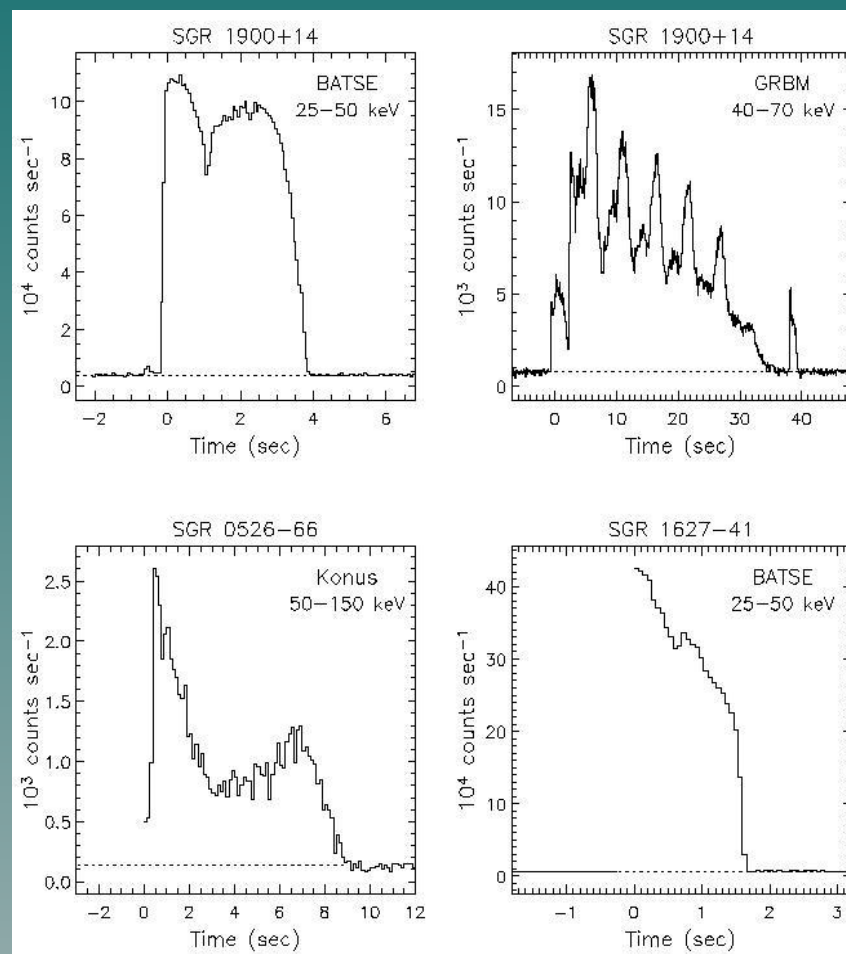 SGR 1900+14
BATSE
25−50 keV
10⁴ counts sec⁻¹
10
8
6
4
2
0
−2 0 2 4 6
Time (sec)
SGR 1900+14
GRBM
40−70 keV
10³ counts sec⁻¹
15
10
5
0
0 10 20 30 40
Time (sec)
SGR 0526−66
Konus
50−150 keV
10³ counts sec⁻¹
2.5
2.0
1.5
1.0
0.5
0.0
−2 0 2 4 6 8 10 12
Time (sec)
SGR 1627−41
BATSE
25−50 keV
10⁴ counts sec⁻¹
40
30
20
10
0
−1 0 1 2 3
Time (sec)